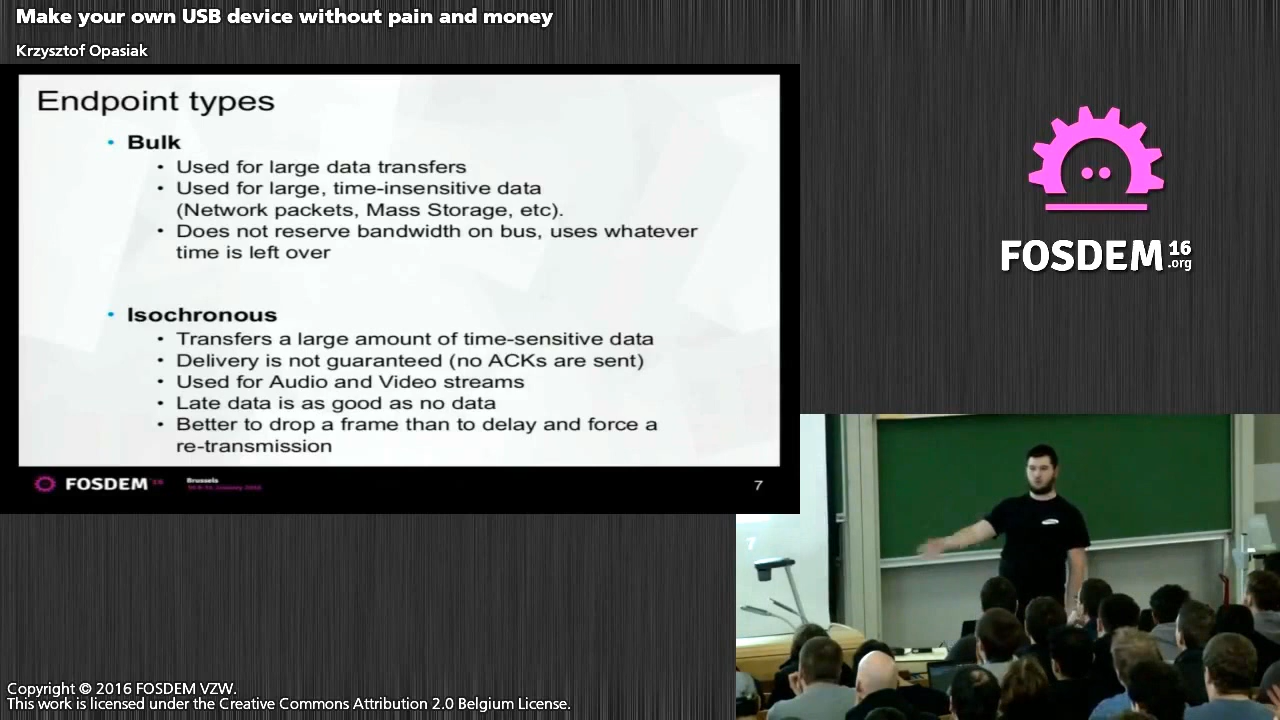 Make your own USB device without pain and money
Krzysztof Opasiak
Endpoint types
• Bulk
• Used for large data transfers
• Used for large, time-insensitive data
(Network packets, Mass Storage, etc).
• Does not reserve bandwidth on bus, uses whatever
time is left over
• Isochronous
• Transfers a large amount of time-sensitive data
• Delivery is not guaranteed (no ACKs are sent)
• Used for Audio and Video streams
• Late data is as good as no data
• Better to drop a frame than to delay and force a
re-transmission
FOSDEM
Brussels
7
FOSDEM 16
.org
7
Copyright © 2016 FOSDEM VZW.
This work is licensed under the Creative Commons Attribution 2.0 Belgium License.